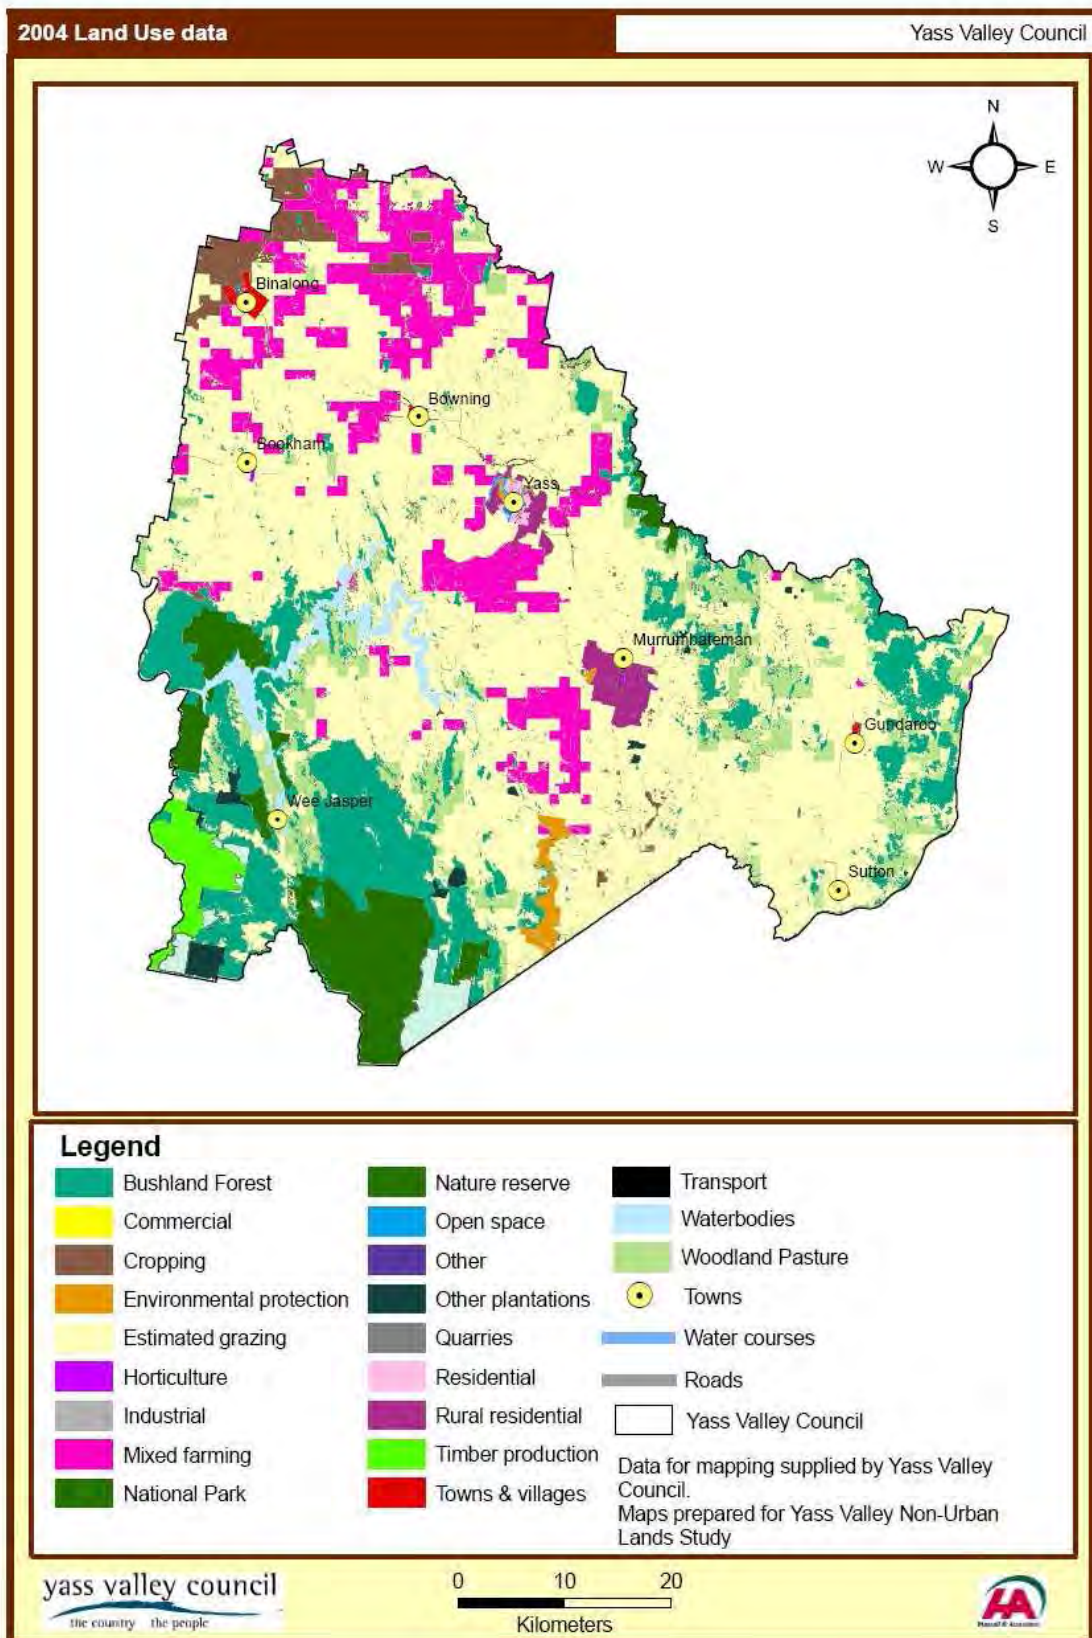 2004 Land Use data
Yass Valley Council
N
W
E
S
Binalong
Bowning
Bookham
Yass
Murrumbateman
Gundaroo
Wee Jasper
Sutton
Legend
Bushland Forest
Commercial
Cropping
Environmental protection
Estimated grazing
Horticulture
Industrial
Mixed farming
National Park
Nature reserve
Open space
Other
Other plantations
Quarries
Residential
Rural residential
Timber production
Towns & villages
Transport
Waterbodies
Woodland Pasture
Towns
Water courses
Roads
Yass Valley Council
Data for mapping supplied by Yass Valley
Council.
Maps prepared for Yass Valley Non-Urban
Lands Study
yass valley council
the country the people
0 10 20
Kilometers
HA